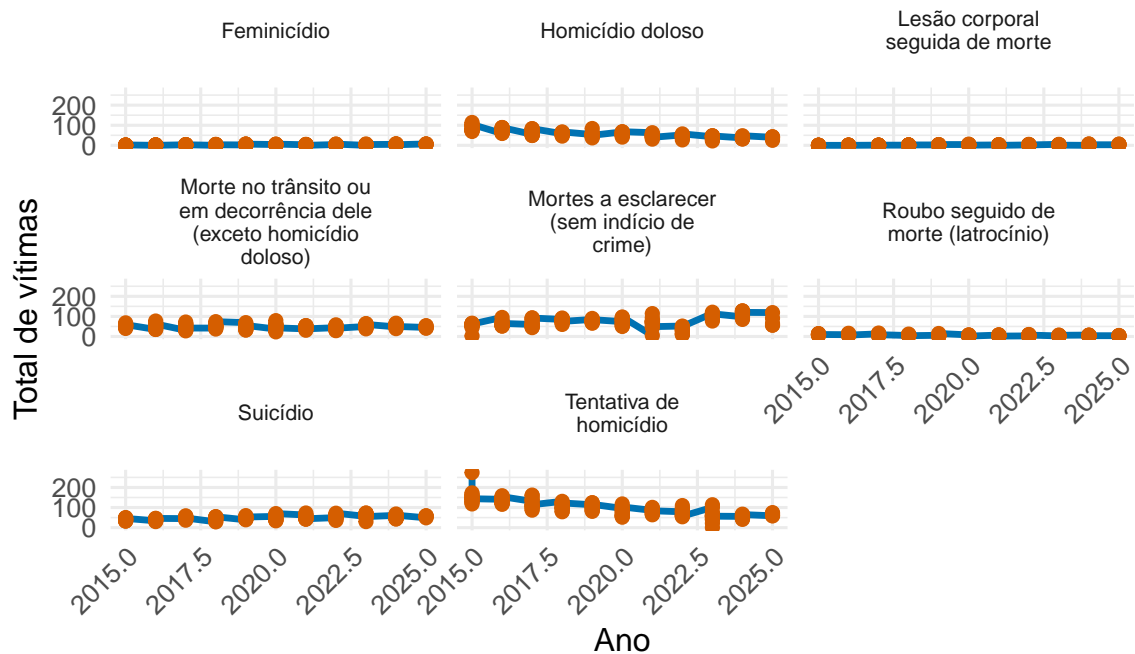 Feminicídio
Homicídio doloso
Lesão corporal
seguida de morte
200
100
0
Morte no trânsito ou
em decorrência dele
(exceto homicídio
doloso)
Mortes a esclarecer
(sem indício de
crime)
Roubo seguido de
morte (latrocínio)
200
100
0
2015.0
2017.5
2020.0
2022.5
2025.0
Suicídio
Tentativa de
homicídio
200
100
0
2015.0
2017.5
2020.0
2022.5
2025.0
2015.0
2017.5
2020.0
2022.5
2025.0
Total de vítimas
Ano